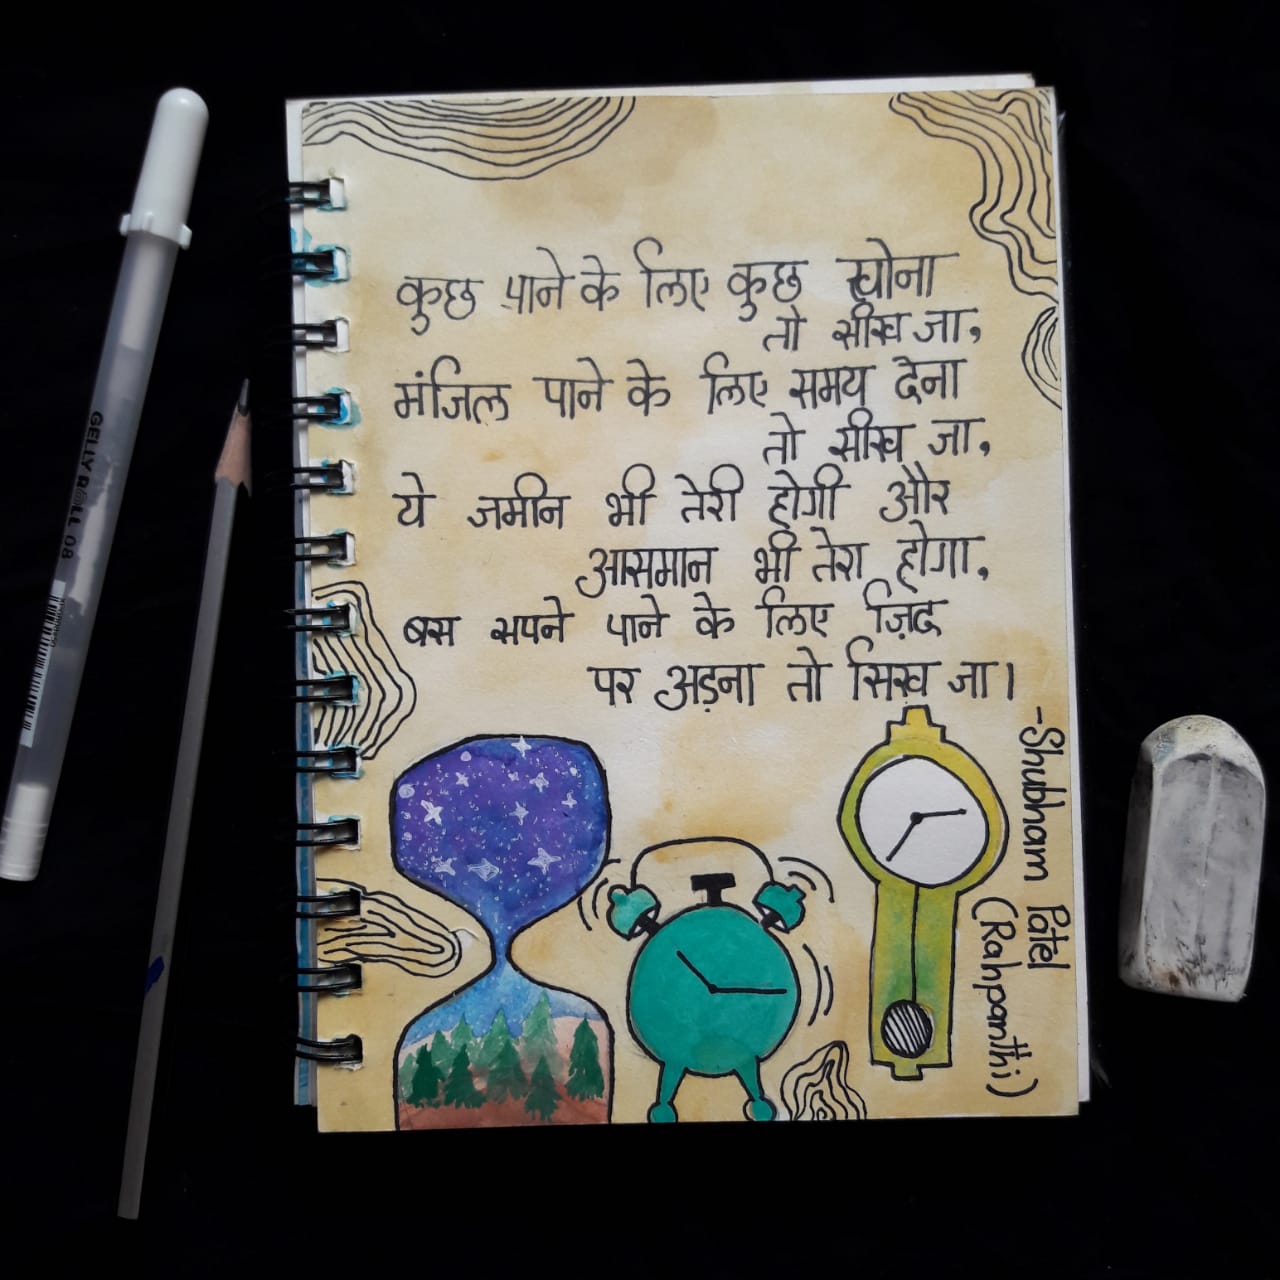 कुछ पाने के लिए कुछ खोना
तो सीख जा,
मंजिल पाने के लिए समय देना
तो सीख जा,
ये जमीन भी तेरी होगी और
आसमान भी तेरा होगा,
बस सपने पाने के लिए ज़िद
पर अड़ना तो सिख जा।
-Shubham Patel
(Rahpanthi)
GELLY ROLL 08